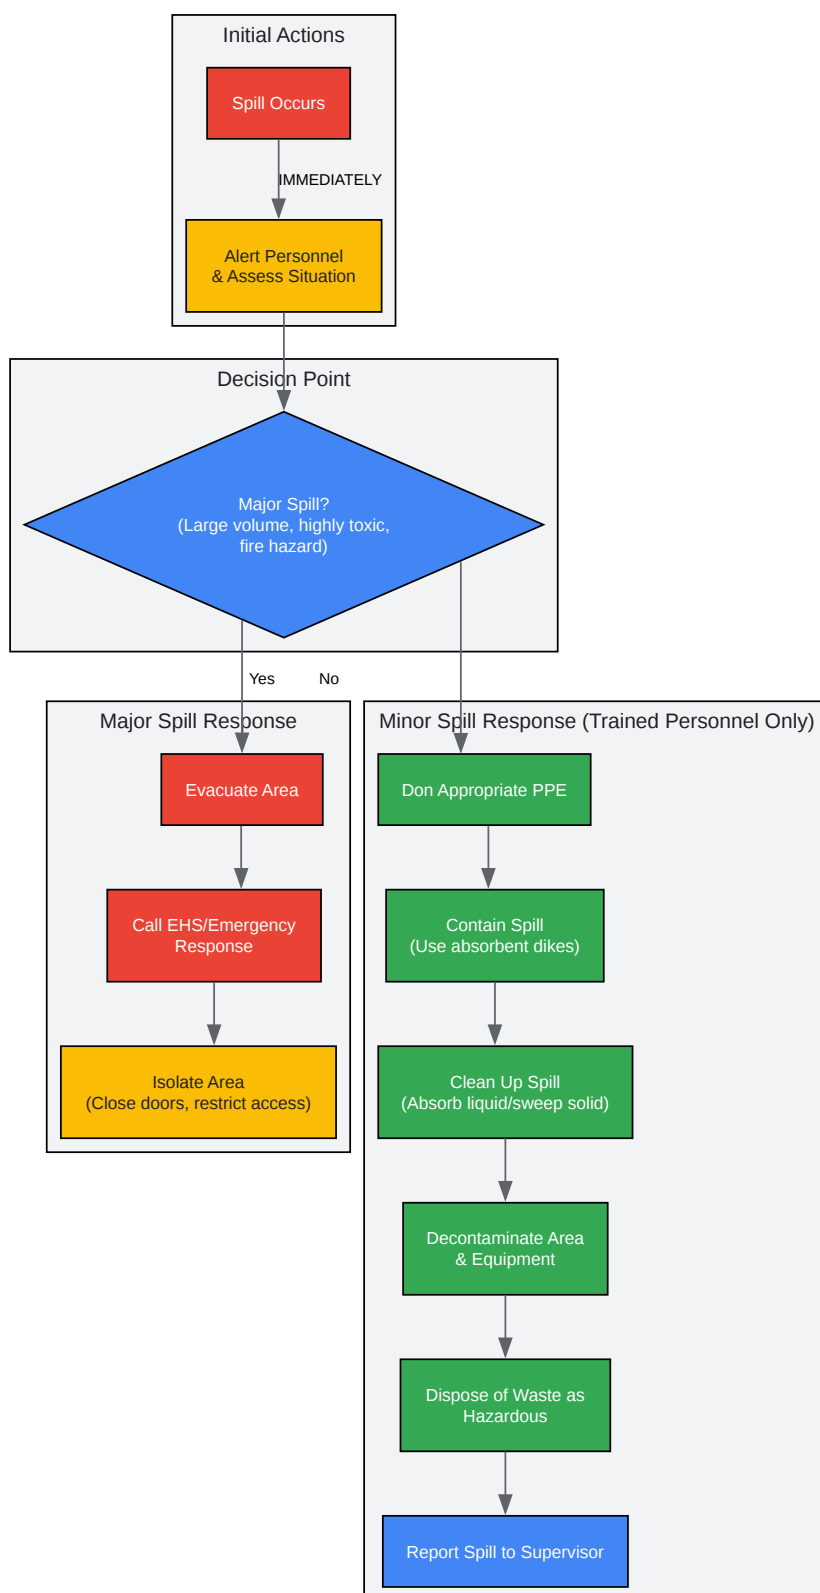 Initial Actions
Spill Occurs
IMMEDIATELY
Alert Personnel
& Assess Situation
Decision Point
Major Spill?
(Large volume, highly toxic,
fire hazard)
Yes
No
Major Spill Response
Evacuate Area
Call EHS/Emergency
Response
Isolate Area
(Close doors, restrict access)
Minor Spill Response (Trained Personnel Only)
Don Appropriate PPE
Contain Spill
(Use absorbent dikes)
Clean Up Spill
(Absorb liquid/sweep solid)
Decontaminate Area
& Equipment
Dispose of Waste as
Hazardous
Report Spill to Supervisor